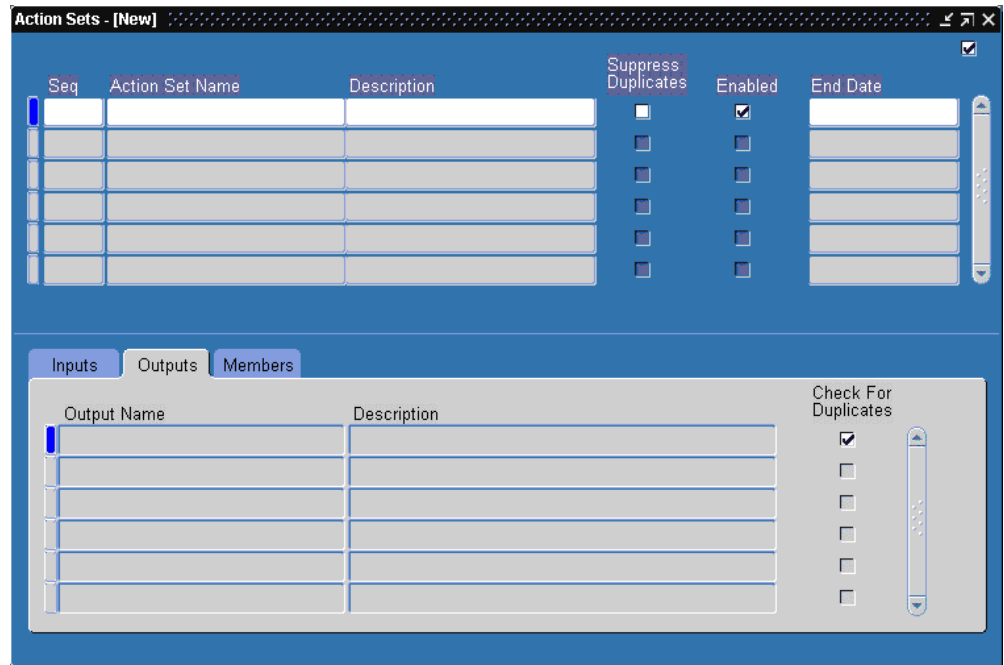 Action Sets - [New]
Seq Action Set Name Description Suppress Duplicates Enabled End Date
Inputs Outputs Members
Output Name Description Check For Duplicates